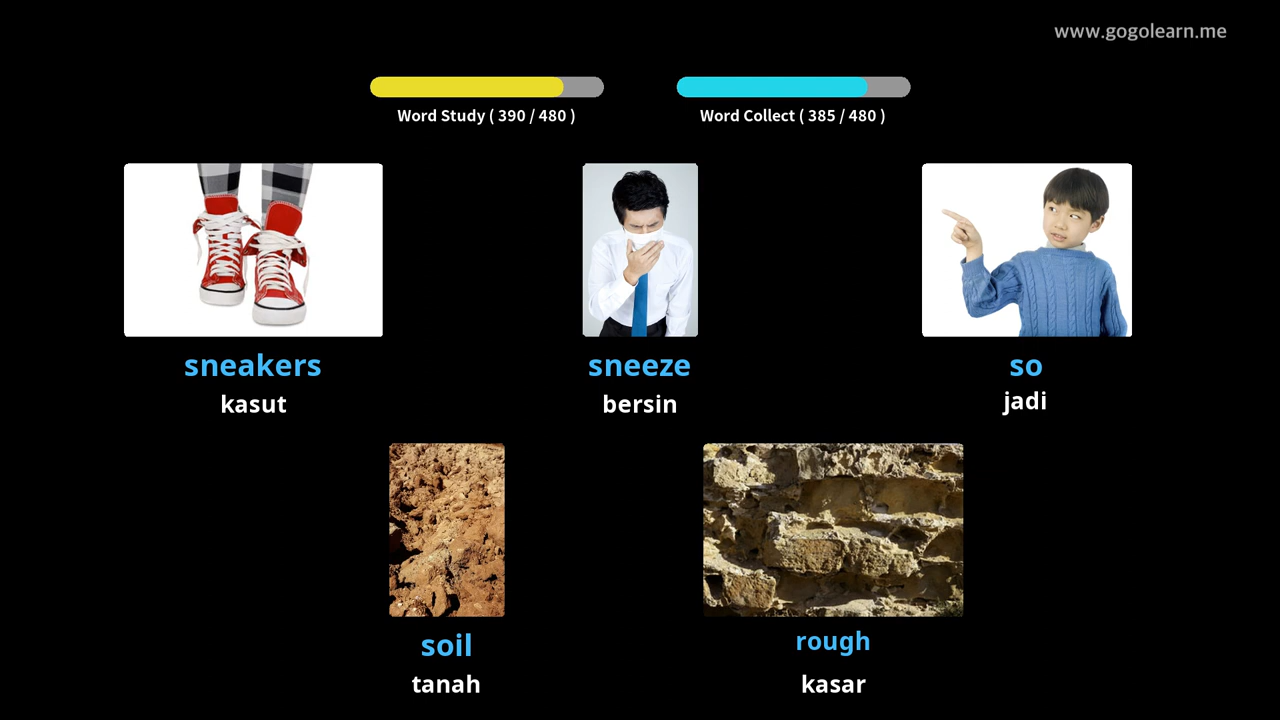 www.gogolearn.me
Word Study ( 390 / 480 )
Word Collect ( 385 / 480 )
sneakers
kasut
sneeze
bersin
so
jadi
soil
tanah
rough
kasar